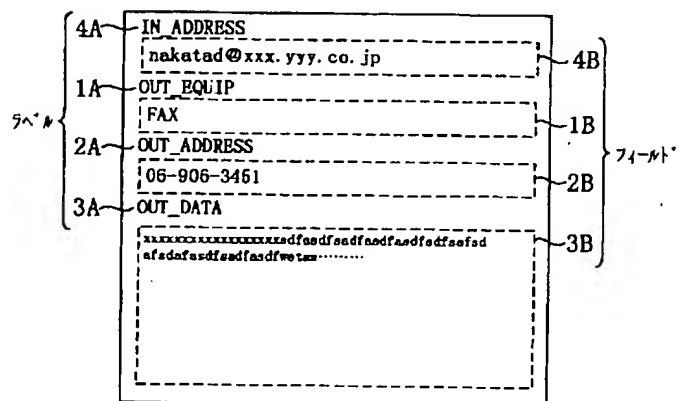 4A IN_ADDRESS
nakatad@xxx.yyy.co.jp 4B
1A OUT_EQUIP
FAX 1B
ラベル フィールド
2A OUT_ADDRESS
06-906-3451 2B
3A OUT_DATA
3B